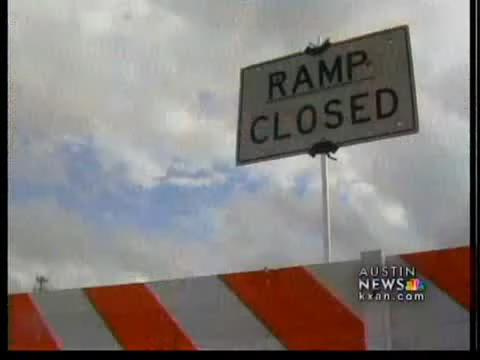 RAMP
CLOSED
AUSTIN
NEWS
kxan.com